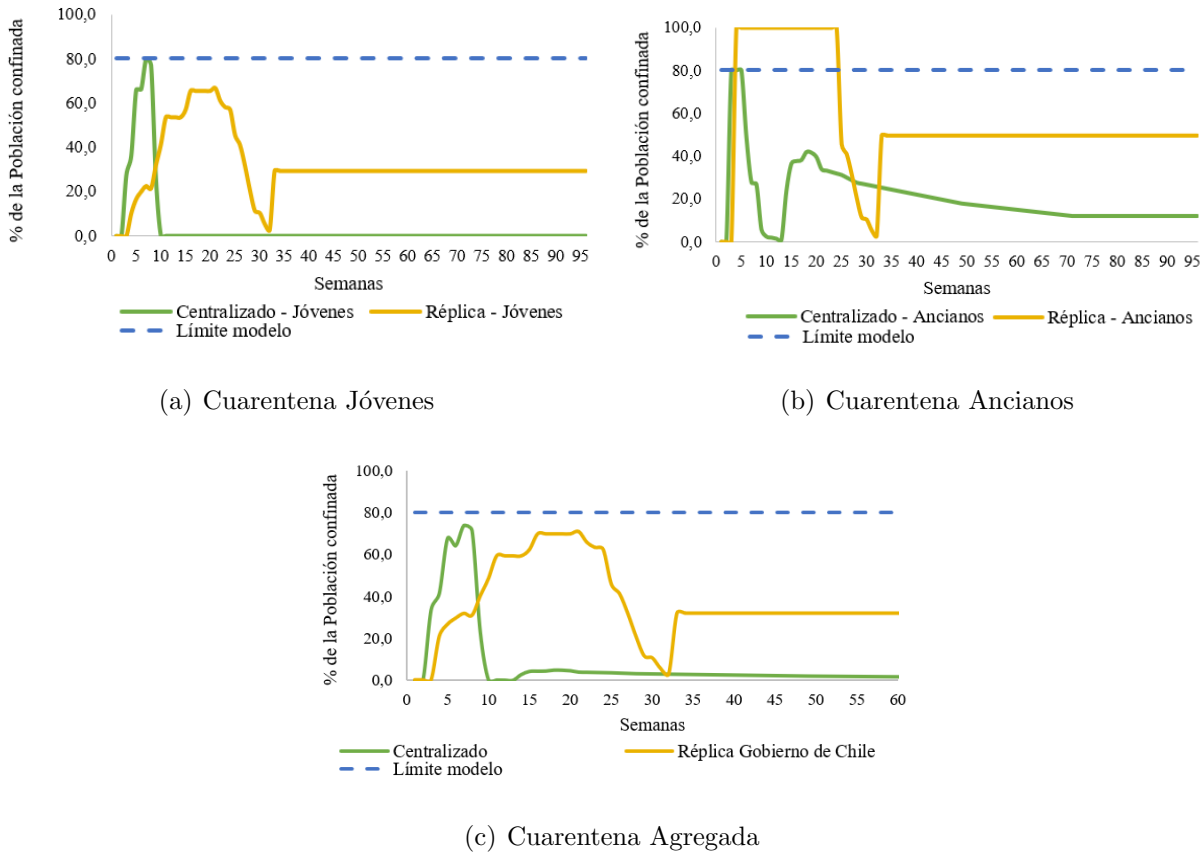 100,0
80,0
60,0
40,0
20,0
0,0
% de la Población confinada
0 5 10 15 20 25 30 35 40 45 50 55 60 65 70 75 80 85 90 95
Semanas
Centralizado - Jóvenes
Réplica - Jóvenes
Límite modelo
(a) Cuarentena Jóvenes
100,0
80,0
60,0
40,0
20,0
0,0
% de la Población confinada
0 5 10 15 20 25 30 35 40 45 50 55 60 65 70 75 80 85 90 95
Semanas
Centralizado - Ancianos
Réplica - Ancianos
Límite modelo
(b) Cuarentena Ancianos
100,0
80,0
60,0
40,0
20,0
0,0
% de la Población confinada
0 5 10 15 20 25 30 35 40 45 50 55 60
Semanas
Centralizado
Réplica Gobierno de Chile
Límite modelo
(c) Cuarentena Agregada